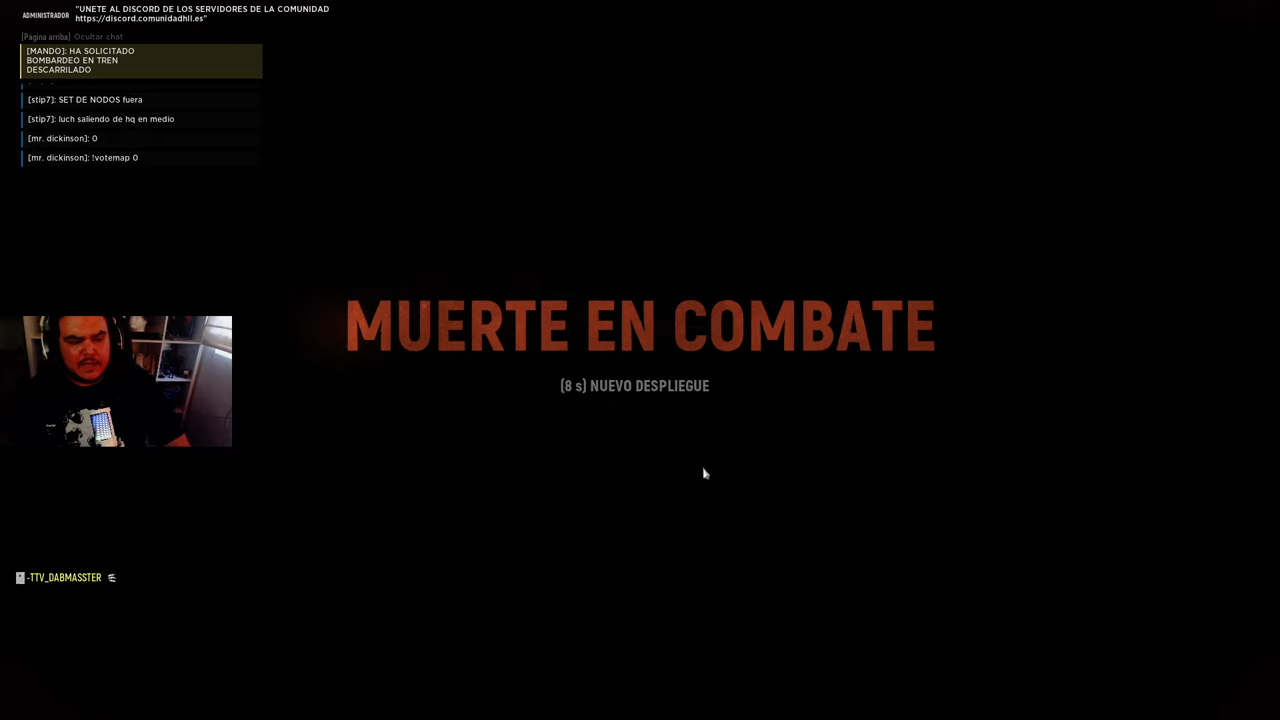 ADMINISTRADOR
"UNETE AL DISCORD DE LOS SERVIDORES DE LA COMUNIDAD
https://discord.comunidadhll.es"
[Página arriba] Ocultar chat
[MANDO]: HA SOLICITADO
BOMBARDEO EN TREN
DESCARRILADO
[stip7]: SET DE NODOS fuera
[stip7]: luch saliendo de hq en medio
[mr. dickinson]: 0
[mr. dickinson]: !votemap 0
MUERTE EN COMBATE
(8 s) NUEVO DESPLIEGUE
-TTV_DABMASSTER